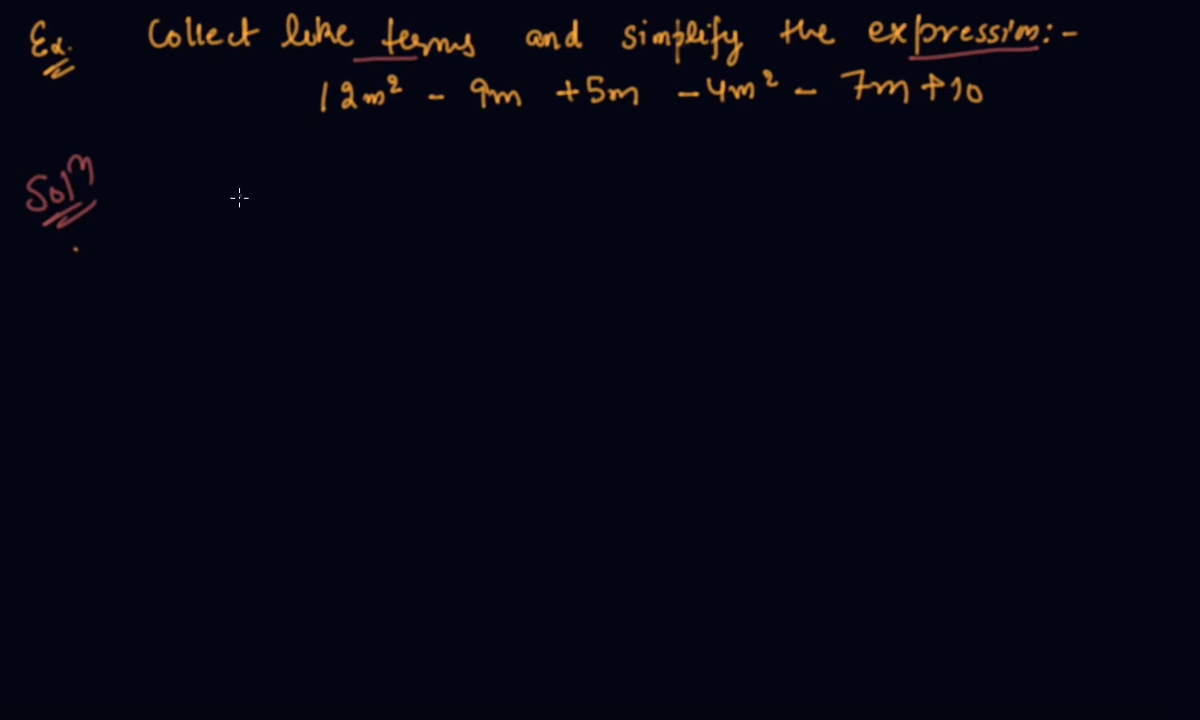 Ex. Collect like terms and simplify the expression:-
12m² - 9m +5m -4m² - 7m +10
Solⁿ